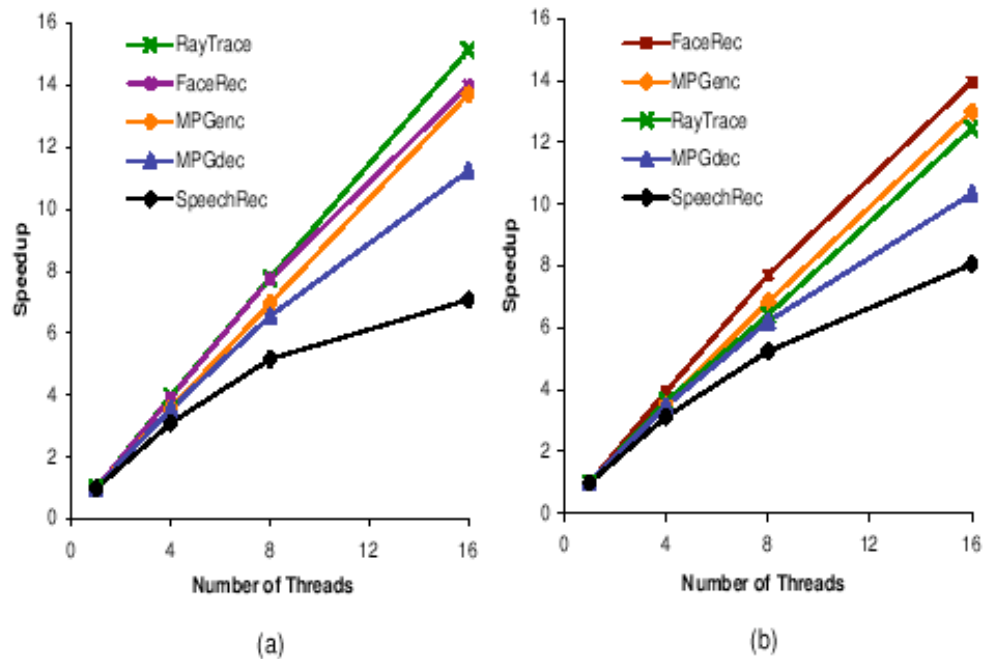 16
14
12
10
8
6
4
2
0
Speedup
RayTrace
FaceRec
MPGenc
MPGdec
SpeechRec
0 4 8 12 16
Number of Threads
(a)
16
14
12
10
8
6
4
2
0
Speedup
FaceRec
MPGenc
RayTrace
MPGdec
SpeechRec
0 4 8 12 16
Number of Threads
(b)